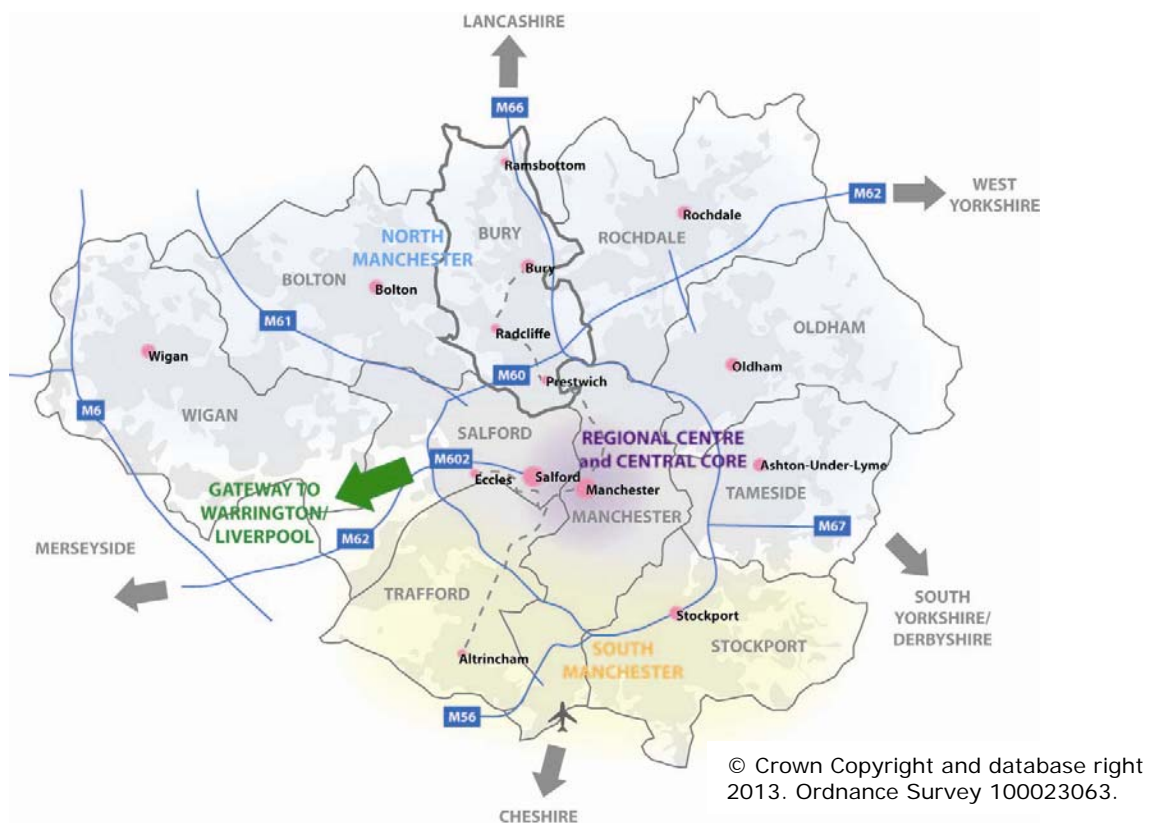 LANCASHIRE
M66
Ramsbottom
WEST
YORKSHIRE
M62
Rochdale
BURY
ROCHDALE
NORTH
MANCHESTER
Bury
BOLTON
Bolton
M61
Radcliffe
OLDHAM
Wigan
Oldham
M60
Prestwich
M6
WIGAN
SALFORD
REGIONAL CENTRE
and CENTRAL CORE
M602
Eccles
Salford
Manchester
Ashton-Under-Lyme
TAMESIDE
GATEWAY TO
WARRINGTON/
LIVERPOOL
MANCHESTER
M67
M62
MERSEYSIDE
TRAFFORD
SOUTH
YORKSHIRE/
DERBYSHIRE
Stockport
STOCKPORT
SOUTH
MANCHESTER
Altrincham
M56
CHESHIRE
© Crown Copyright and database right
2013. Ordnance Survey 100023063.